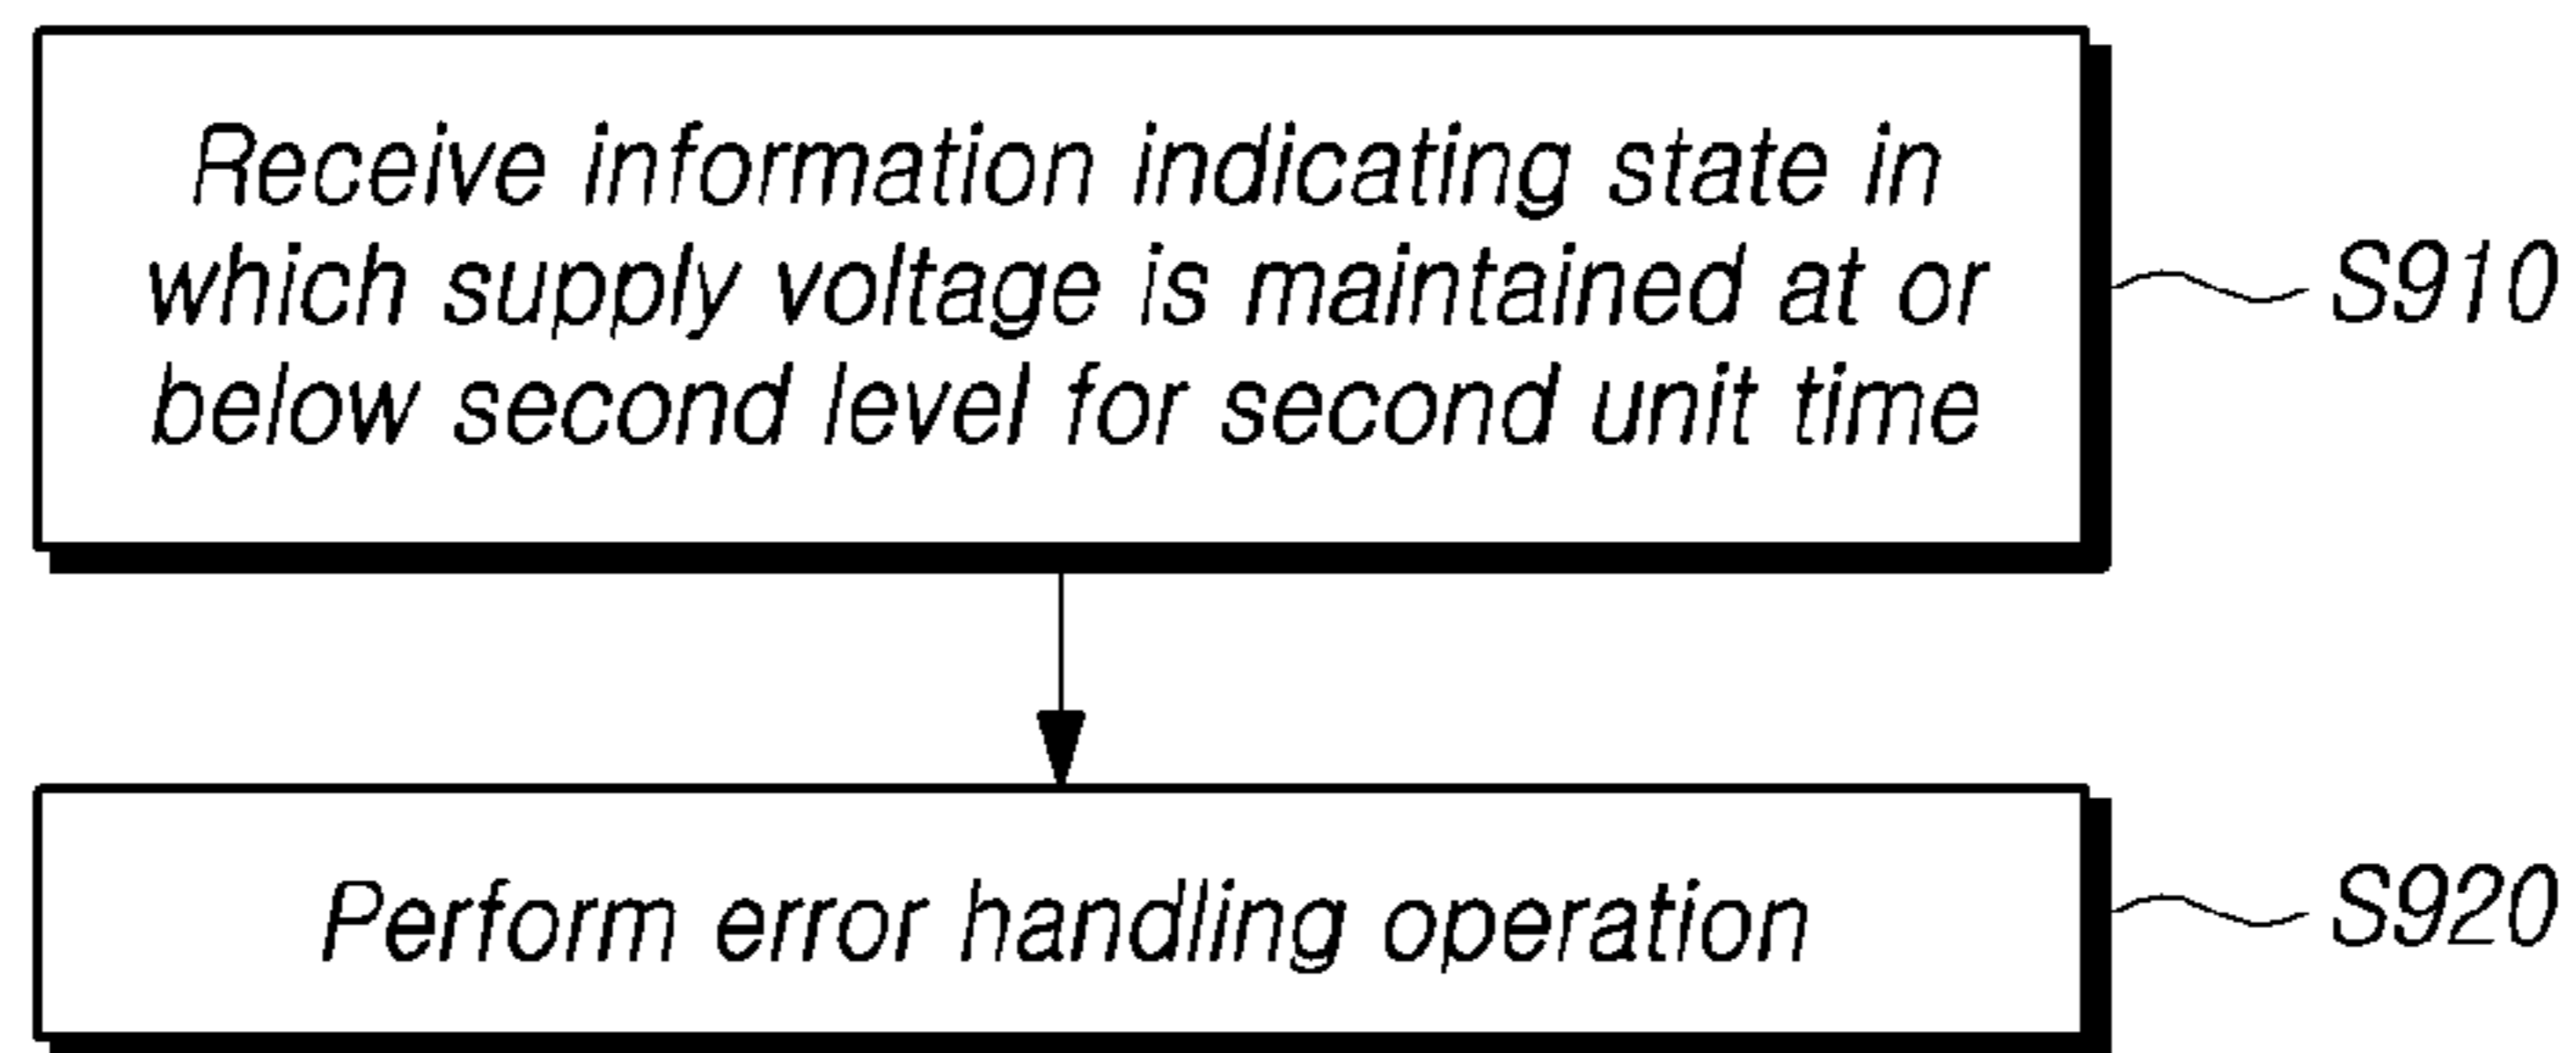 Receive information indicating state in
which supply voltage is maintained at or
below second level for second unit time
S910
Perform error handling operation
S920